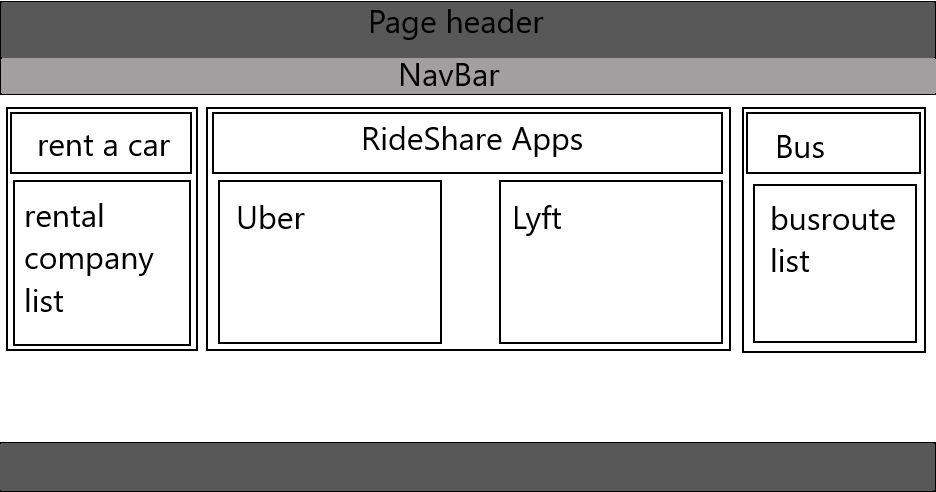 Page header
NavBar
rent a car
RideShare Apps
Bus
rental
company
list
Uber
Lyft
busroute
list